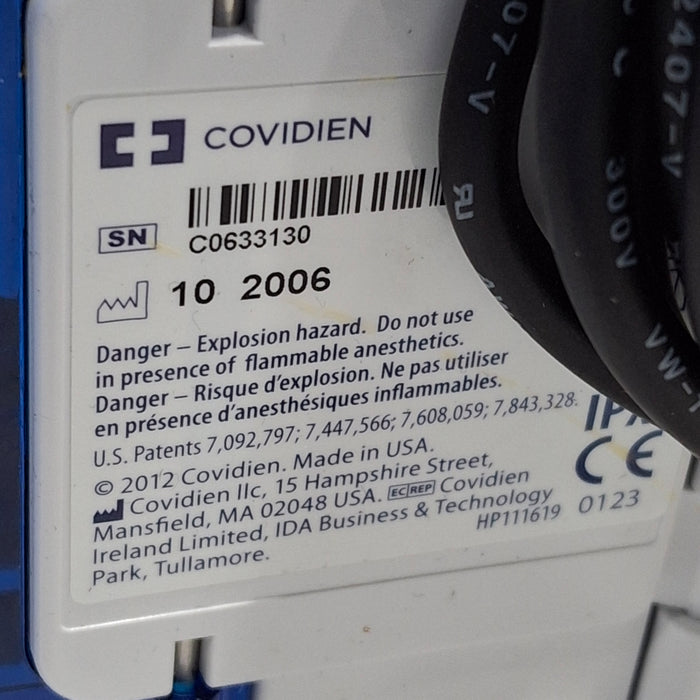 COVIDIEN
SN
C0633130
10 2006
Danger – Explosion hazard. Do not use
in presence of flammable anesthetics.
Danger – Risque d'explosion. Ne pas utiliser
en présence d'anesthésiques inflammables.
U.S. Patents 7,092,797; 7,447,566; 7,608,059; 7,843,328.
© 2012 Covidien. Made in USA.
Covidien llc, 15 Hampshire Street,
Mansfield, MA 02048 USA. EC REP Covidien
Ireland Limited, IDA Business & Technology
Park, Tullamore.
HP111619
CE
0123
07-V
2407-V
300V
VW-